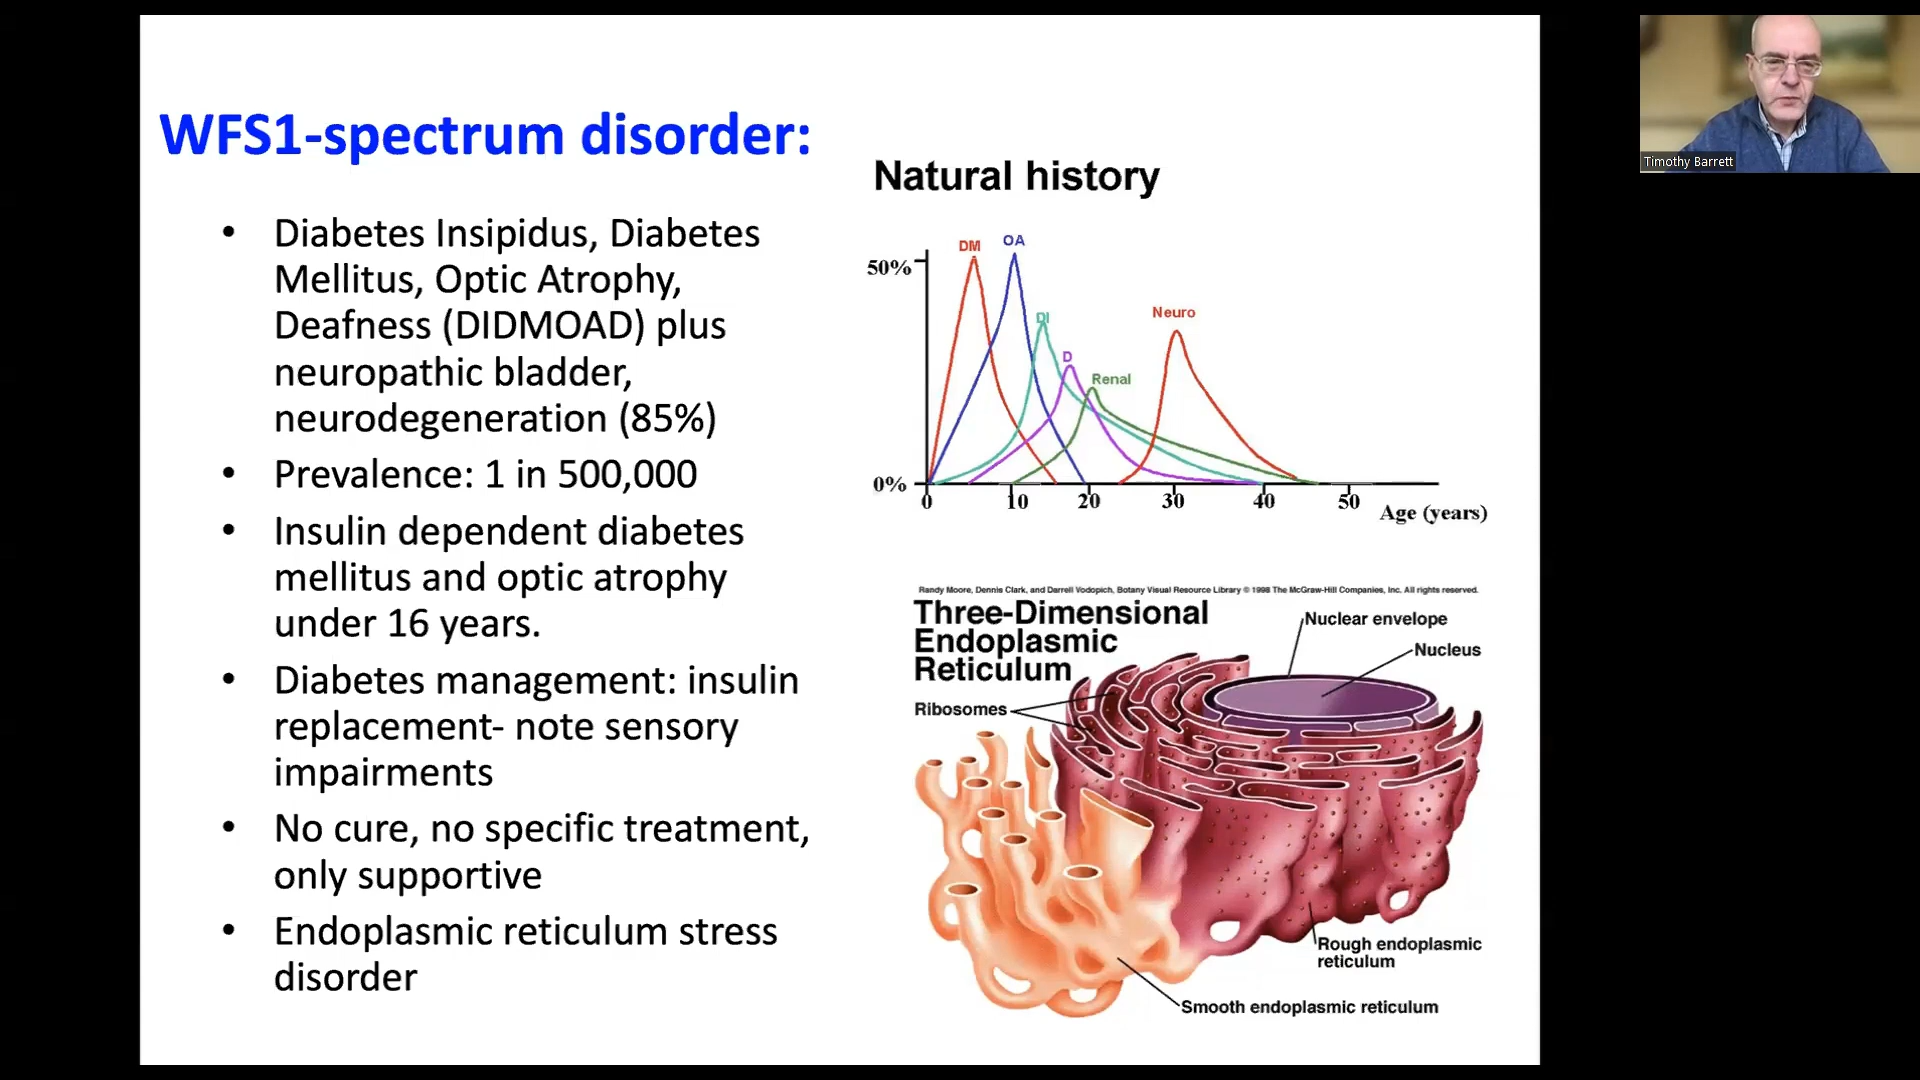 WFS1-spectrum disorder:
• Diabetes Insipidus, Diabetes
Mellitus, Optic Atrophy,
Deafness (DIDMOAD) plus
neuropathic bladder,
neurodegeneration (85%)
• Prevalence: 1 in 500,000
• Insulin dependent diabetes
mellitus and optic atrophy
under 16 years.
• Diabetes management: insulin
replacement- note sensory
impairments
• No cure, no specific treatment,
only supportive
• Endoplasmic reticulum stress
disorder
Natural history
DM
OA
DI
D
Renal
Neuro
50%
0%
0 10 20 30 40 50
Age (years)
Randy Moore, Dennis Clark, and Darrell Vodopich, Botany Visual Resource Library © 1998 The McGraw-Hill Companies, Inc. All rights reserved.
Three-Dimensional
Endoplasmic
Reticulum
Nuclear envelope
Nucleus
Ribosomes
Rough endoplasmic
reticulum
Smooth endoplasmic reticulum
Timothy Barrett